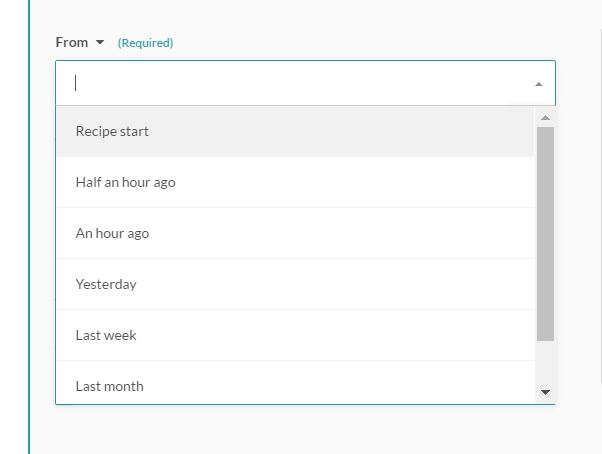 From (Required)
Recipe start
Half an hour ago
An hour ago
Yesterday
Last week
Last month